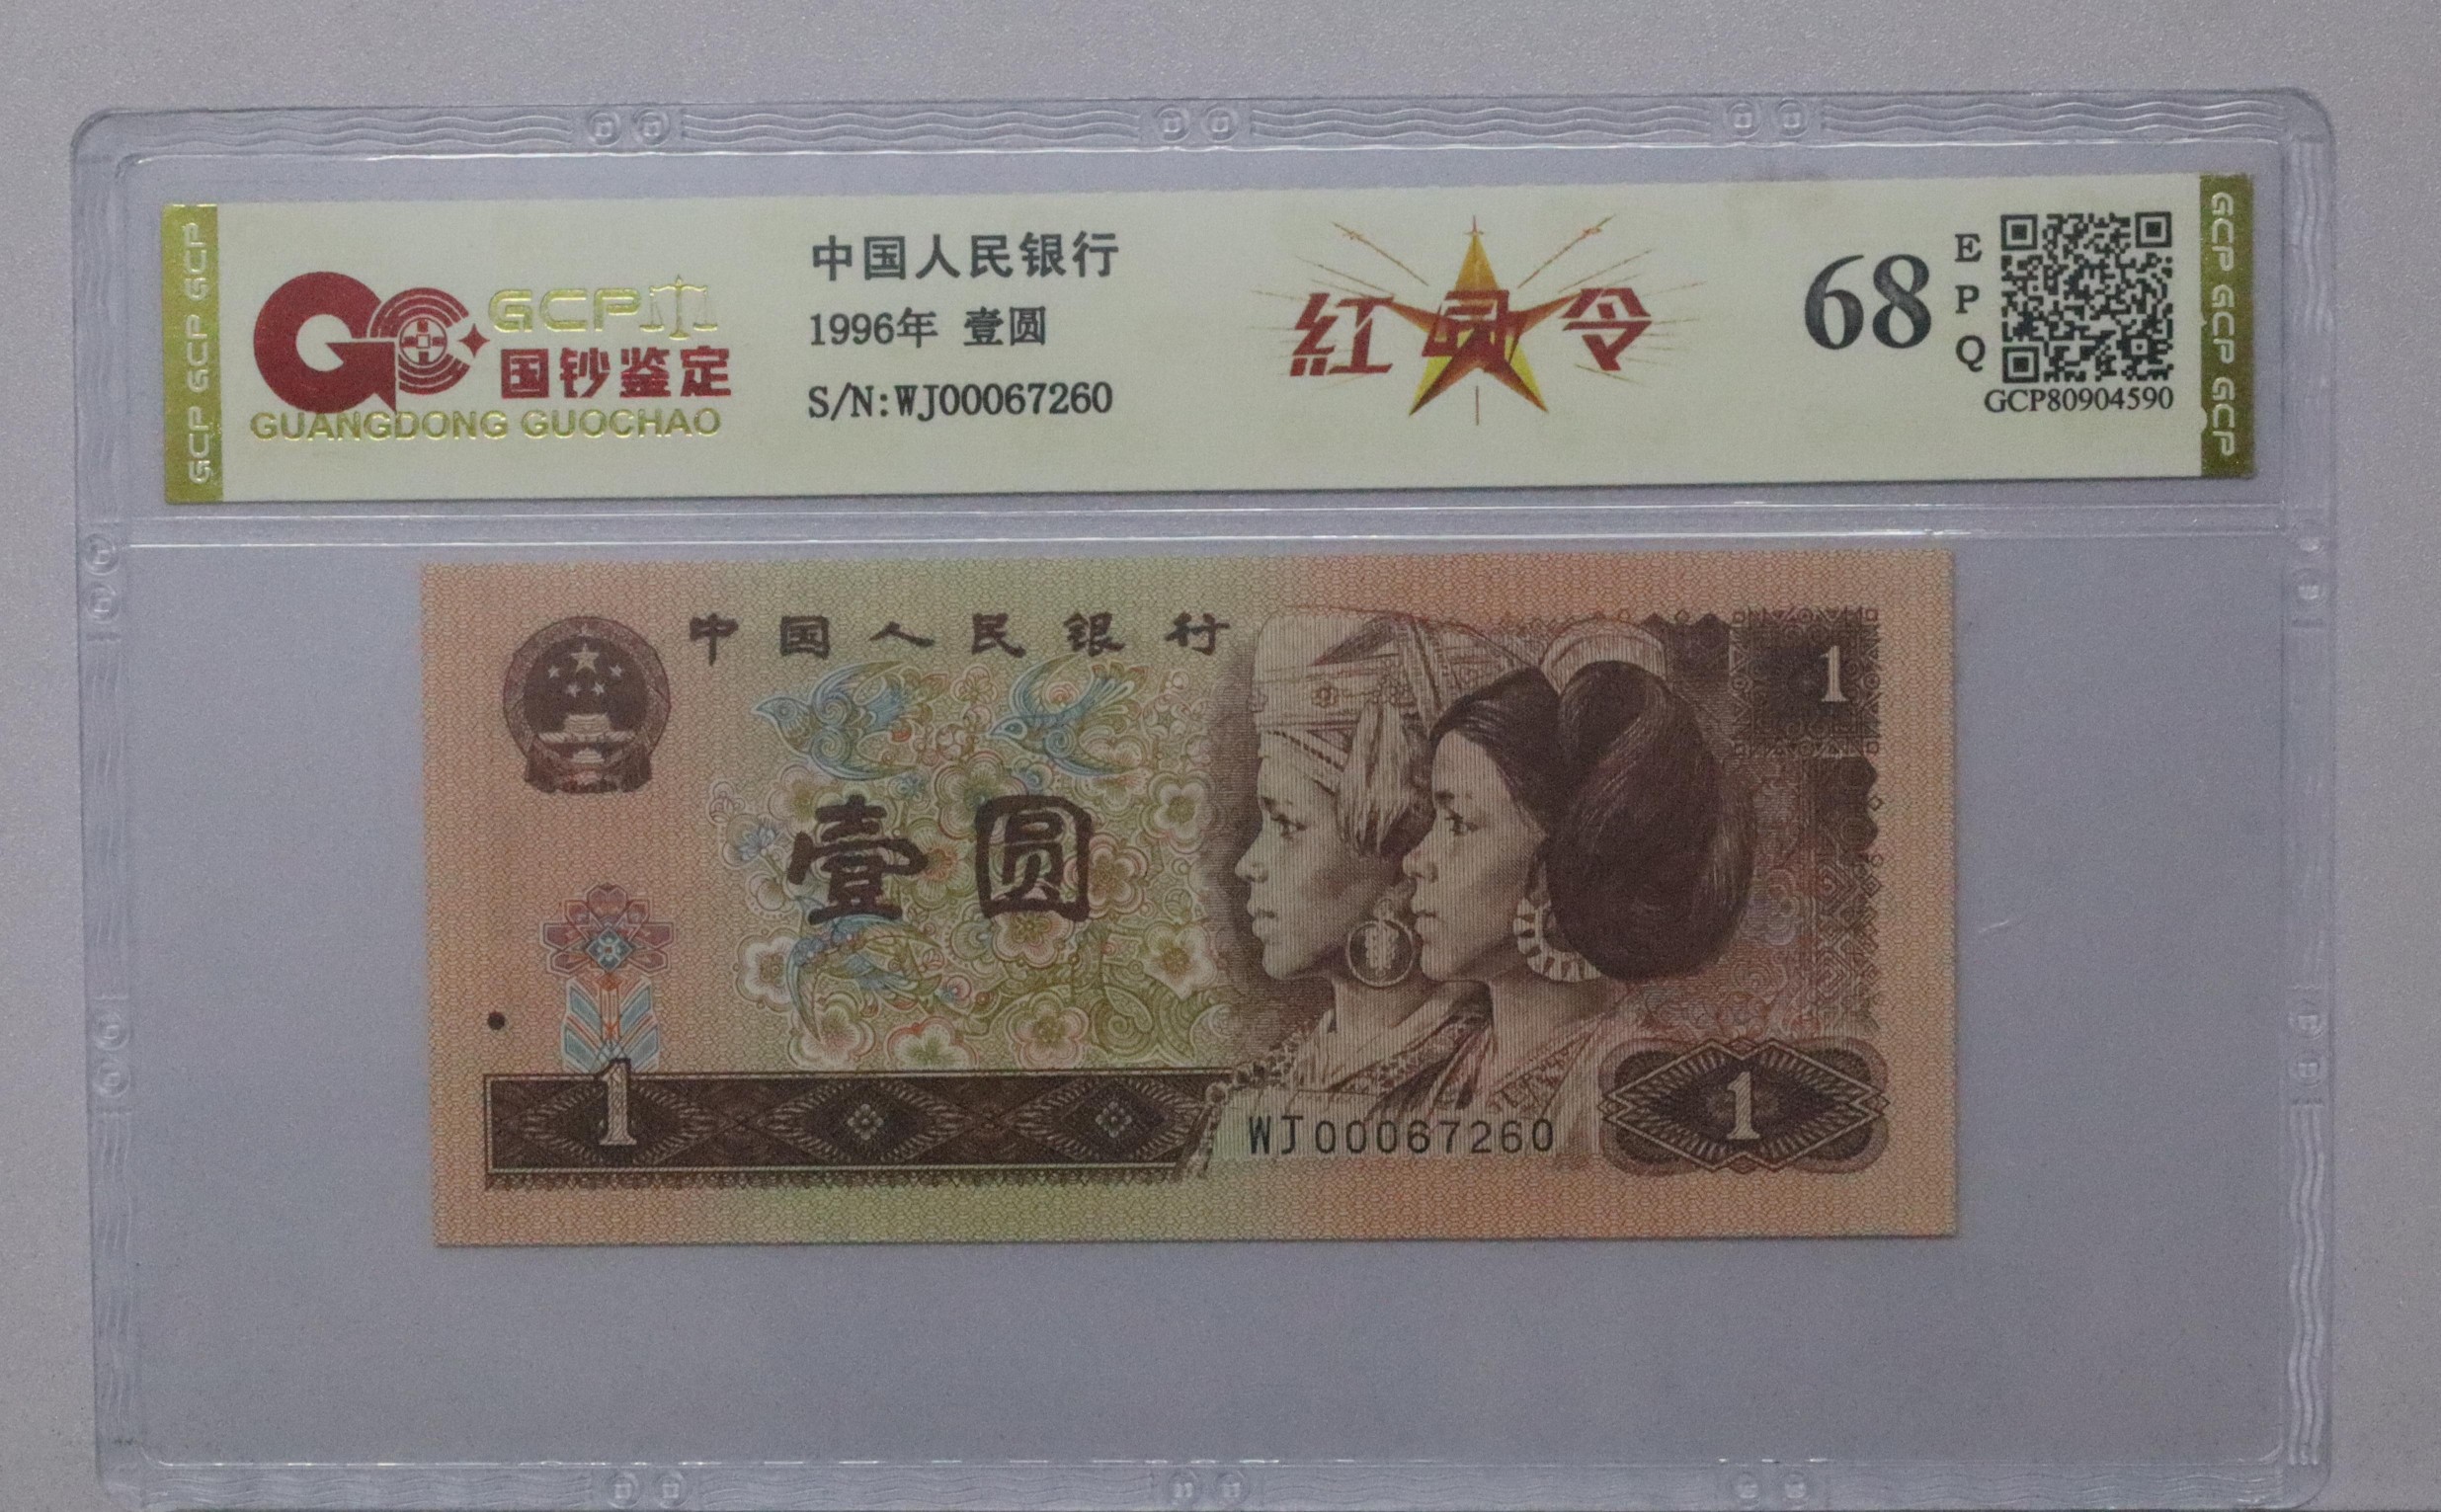 GCP GCP GCP
GCP
国钞鉴定
GUANGDONG GUOCHAO
中国人民银行
1996年 壹圆
S/N:WJ00067260
紅 令
68
E
P
Q
GCP80904590
GCP GCP GCP
中国人民银行
1
壹圆
1
WJ00067260
1